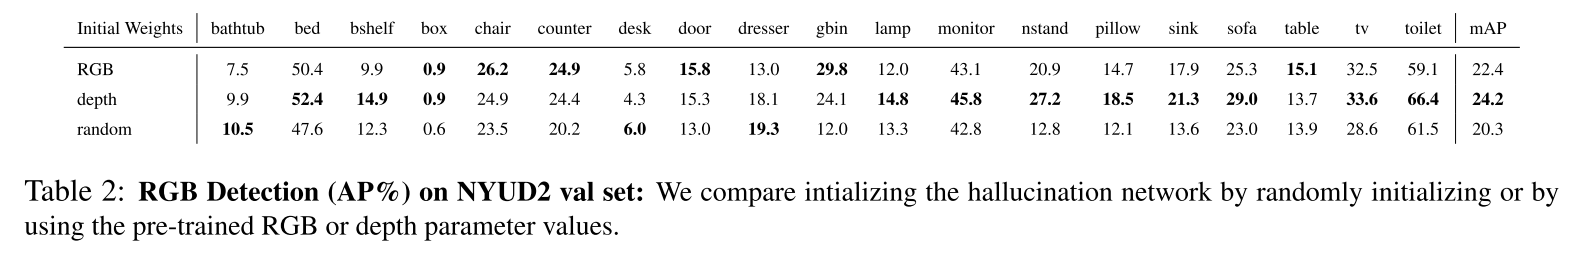 Initial Weights bathtub bed bshelf box chair counter desk door dresser gbin lamp monitor nstand pillow sink sofa table tv toilet mAP
RGB 7.5 50.4 9.9 0.9 26.2 24.9 5.8 15.8 13.0 29.8 12.0 43.1 20.9 14.7 17.9 25.3 15.1 32.5 59.1 22.4
depth 9.9 52.4 14.9 0.9 24.9 24.4 4.3 15.3 18.1 24.1 14.8 45.8 27.2 18.5 21.3 29.0 13.7 33.6 66.4 24.2
random 10.5 47.6 12.3 0.6 23.5 20.2 6.0 13.0 19.3 12.0 13.3 42.8 12.8 12.1 13.6 23.0 13.9 28.6 61.5 20.3
Table 2: RGB Detection (AP%) on NYUD2 val set: We compare intializing the hallucination network by randomly initializing or by
using the pre-trained RGB or depth parameter values.